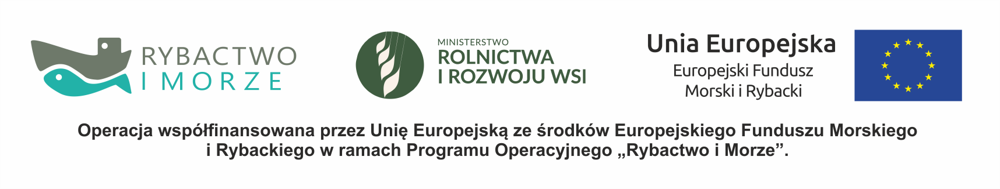 RYBACTWO
I MORZE
MINISTERSTWO
ROLNICTWA
I ROZWOJU WSI
Unia Europejska
Europejski Fundusz
Morski i Rybacki
Operacja współfinansowana przez Unię Europejską ze środków Europejskiego Funduszu Morskiego
i Rybackiego w ramach Programu Operacyjnego „Rybactwo i Morze”.